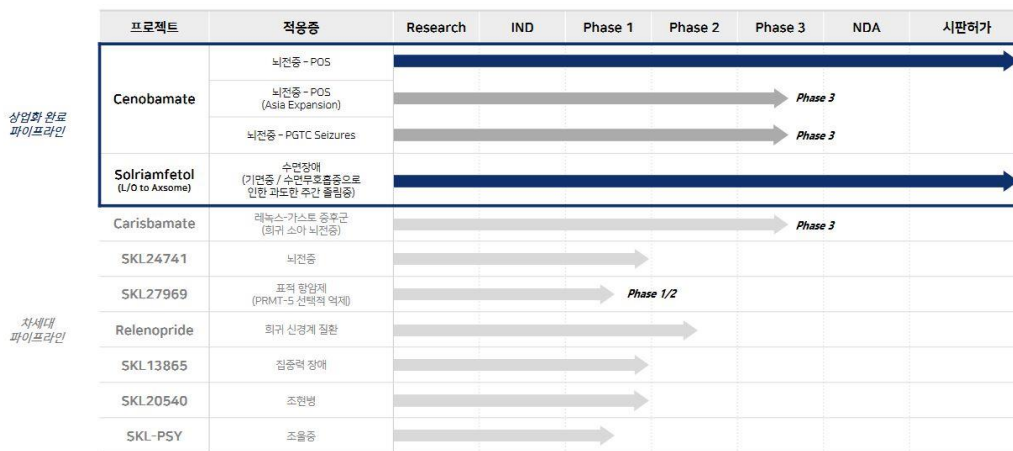 프로젝트 적응증 Research IND Phase 1 Phase 2 Phase 3 NDA 시판허가
상업화 완료
파이프라인
Cenobamate
뇌전증 – POS
뇌전증 – POS
(Asia Expansion)
Phase 3
뇌전증 – PGTC Seizures
Phase 3
Solriamfetol
(L/O to Axsome)
수면장애
(기면증 / 수면무호흡증으로
인한 과도한 주간 졸림증)
차세대
파이프라인
Carisbamate
레녹스-가스토 증후군
(희귀 소아 뇌전증)
Phase 3
SKL24741 뇌전증
SKL27969
표적 항암제
(PRMT-5 선택적 억제)
Phase 1/2
Relenopride 희귀 신경계 질환
SKL13865 집중력 장애
SKL20540 조현병
SKL-PSY 조울증